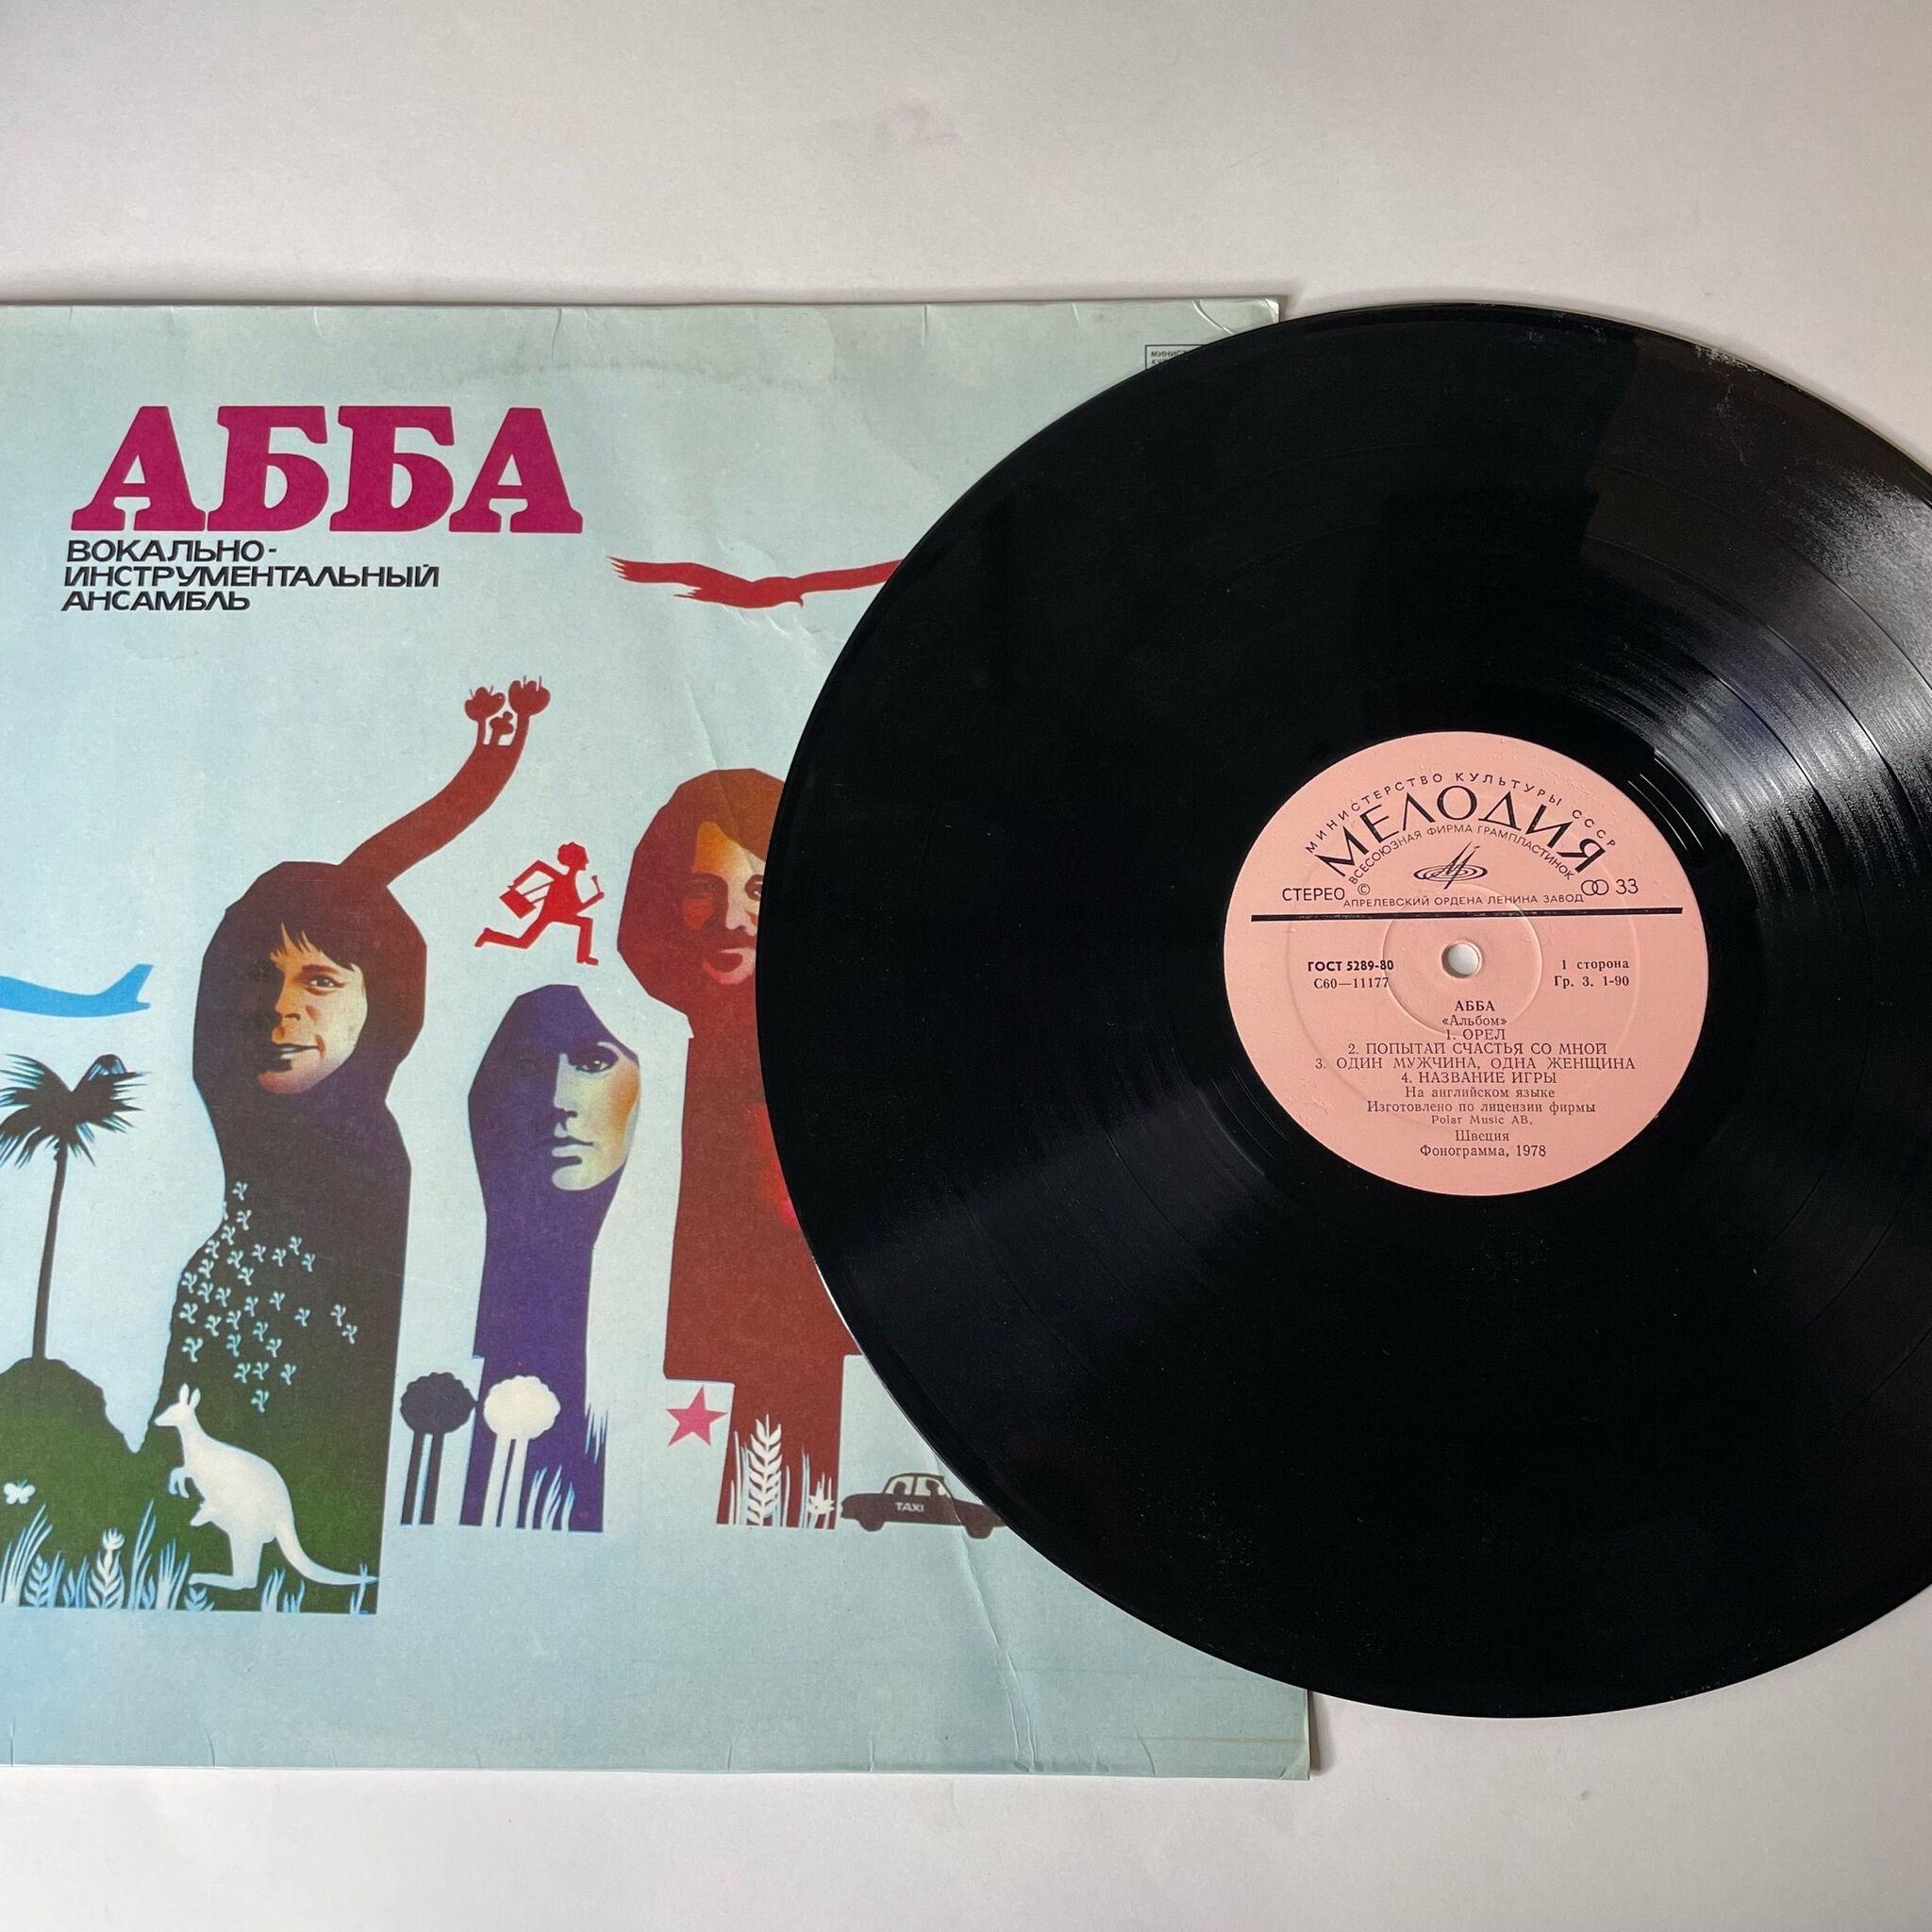 АББА
ВОКАЛЬНО-
ИНСТРУМЕНТАЛЬНЫЙ
АНСАМБЛЬ
TAXI
МИНИСТЕРСТВО КУЛЬТУРЫ СССР
МЕЛОДИЯ
ВСЕСОЮЗНАЯ ФИРМА ГРАМПЛАСТИНОК
СТЕРЕО © 33
АПРЕЛЕВСКИЙ ОРДЕНА ЛЕНИНА ЗАВОД
ГОСТ 5289-80 1 сторона
С60—11177 Гр. 3. 1-90
АББА
«Альбом»
1. ОРЕЛ
2. ПОПЫТАЙ СЧАСТЬЯ СО МНОЙ
3. ОДИН МУЖЧИНА, ОДНА ЖЕНЩИНА
4. НАЗВАНИЕ ИГРЫ
На английском языке
Изготовлено по лицензии фирмы
Polar Music AB,
Швеция
Фонограмма, 1978